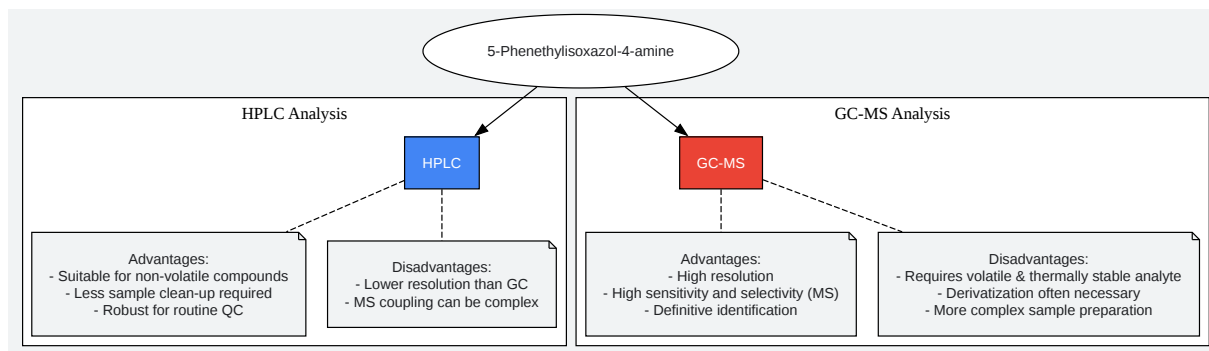 5-Phenethylisoxazol-4-amine
HPLC Analysis
HPLC
Advantages:
- Suitable for non-volatile compounds
- Less sample clean-up required
- Robust for routine QC
Disadvantages:
- Lower resolution than GC
- MS coupling can be complex
GC-MS Analysis
GC-MS
Advantages:
- High resolution
- High sensitivity and selectivity (MS)
- Definitive identification
Disadvantages:
- Requires volatile & thermally stable analyte
- Derivatization often necessary
- More complex sample preparation